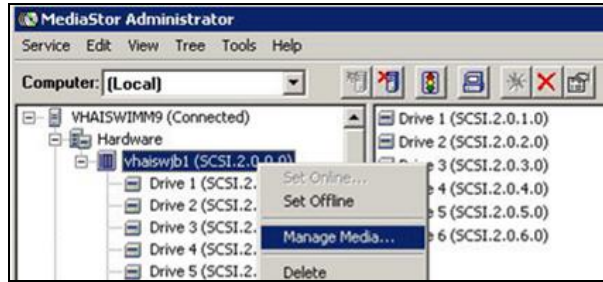 MediaStor Administrator
Service Edit View Tree Tools Help
Computer: (Local)
VHAISWIMM9 (Connected)
Hardware
vhaiswjb1 (SCSI.2.0.0.0)
Drive 1 (SCSI.2.
Drive 2 (SCSI.2.
Drive 3 (SCSI.2.
Drive 4 (SCSI.2.
Drive 5 (SCSI.2.
Set Online...
Set Offline
Manage Media...
Delete
Drive 1 (SCSI.2.0.1.0)
Drive 2 (SCSI.2.0.2.0)
3 (SCSI.2.0.3.0)
4 (SCSI.2.0.4.0)
5 (SCSI.2.0.5.0)
6 (SCSI.2.0.6.0)